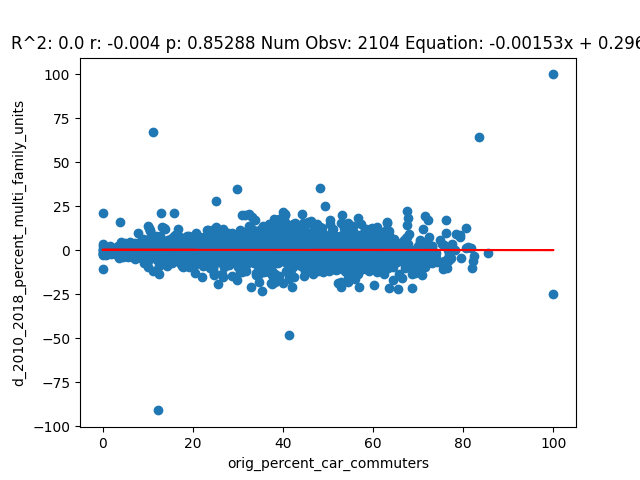 R^2: 0.0 r: -0.004 p: 0.85288 Num Obsv: 2104 Equation: -0.00153x + 0.296
100
75
50
25
0
−25
−50
−75
−100
d_2010_2018_percent_multi_family_units
0 20 40 60 80 100
orig_percent_car_commuters